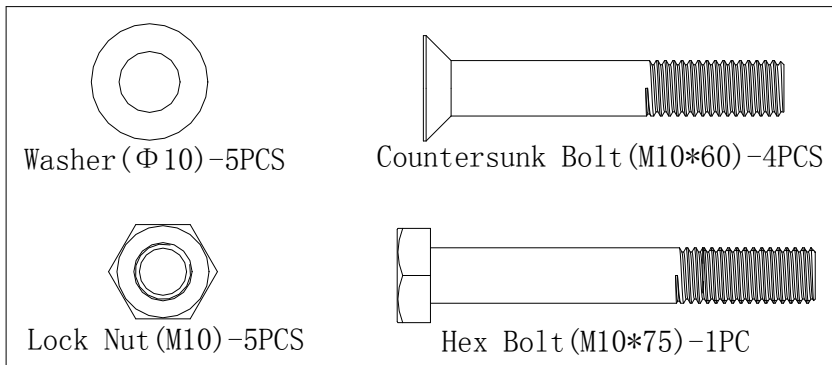 Washer(Φ10)-5PCS
Countersunk Bolt(M10*60)-4PCS
Lock Nut(M10)-5PCS
Hex Bolt(M10*75)-1PC